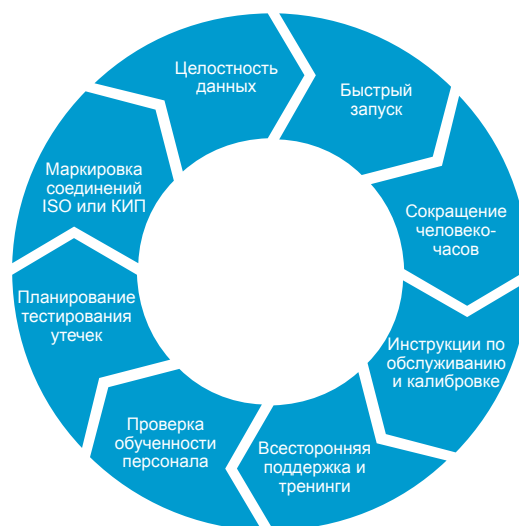 Целостность
данных
Быстрый
запуск
Сокращение
человеко-
часов
Инструкции по
обслуживанию
и калибровке
Всесторонняя
поддержка и
тренинги
Проверка
обученности
персонала
Планирование
тестирования
утечек
Маркировка
соединений
ISO или КИП